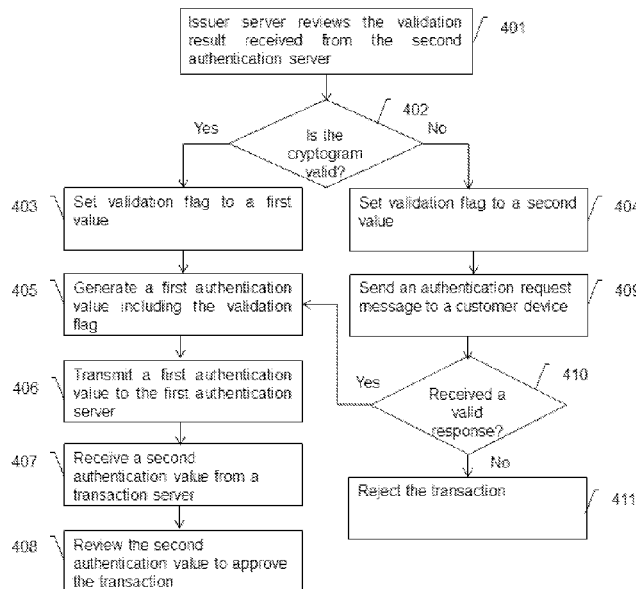 Issuer server reviews the validation
result received from the second
authentication server
401
402
Yes
No
Is the
cryptogram
valid?
403
Set validation flag to a first
value
Set validation flag to a second
value
404
405
Generate a first authentication
value including the validation
flag
Send an authentication request
message to a customer device
409
406
Transmit a first authentication
value to the first authentication
server
Yes
410
Received a
valid
response?
407
Receive a second
authentication value from a
transaction server
No
Reject the transaction
411
408
Review the second
authentication value to approve
the transaction